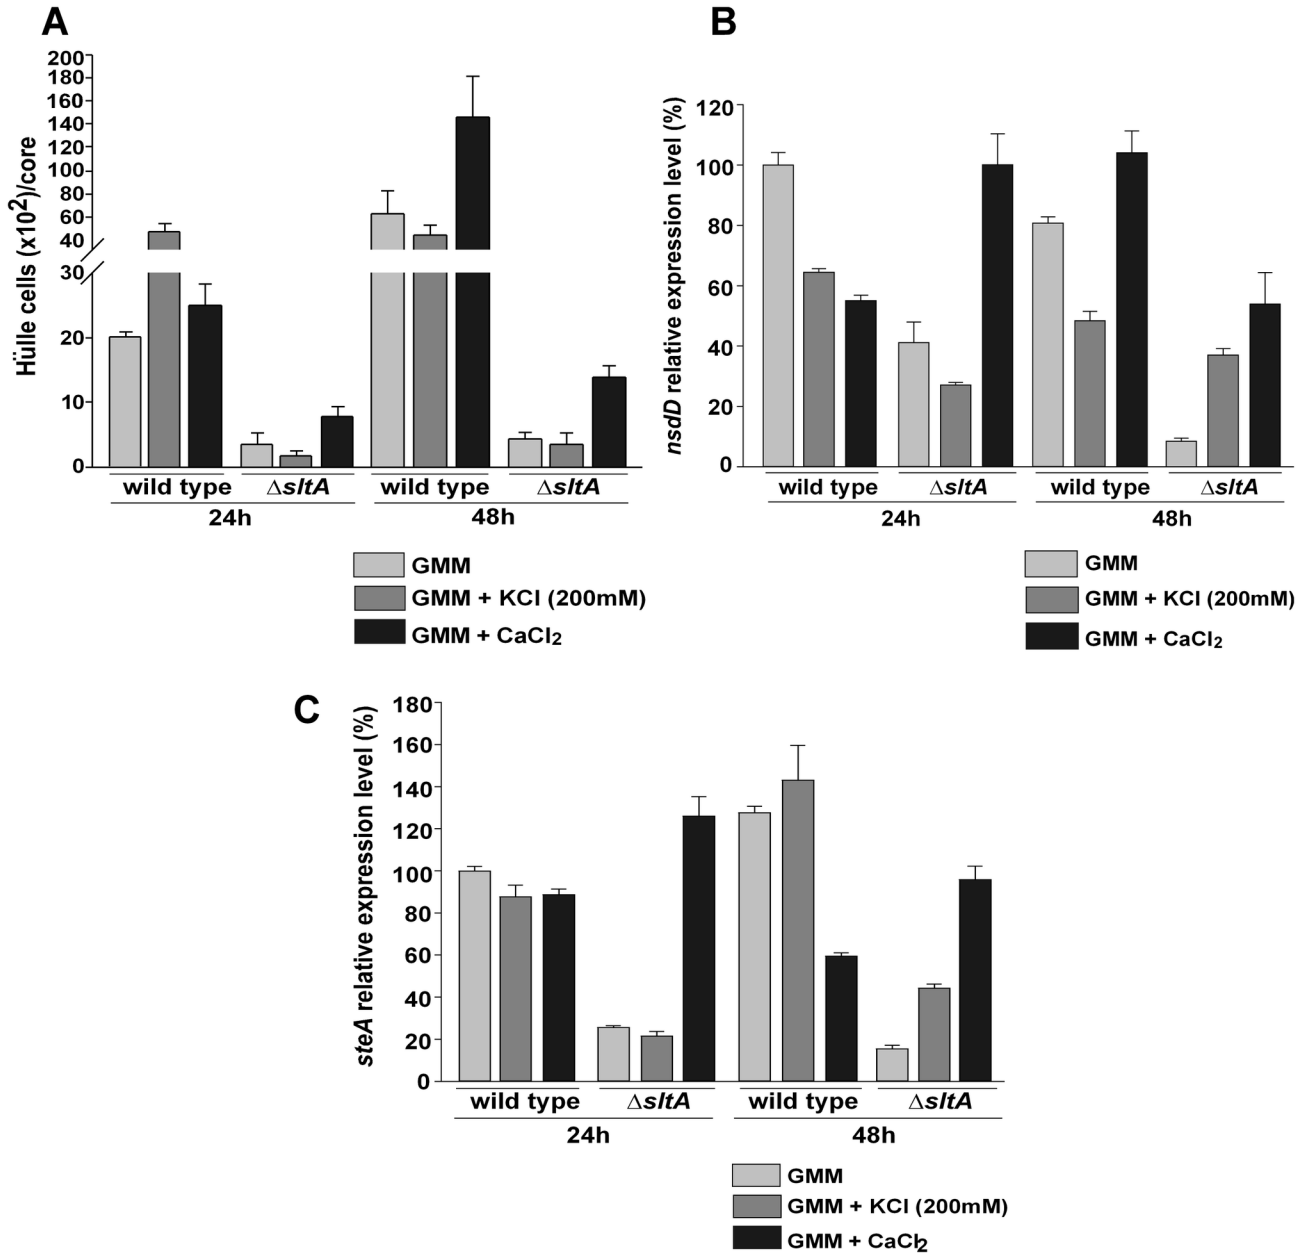 A
Hülle cells (x10²)/core
200
180
160
140
120
100
80
60
40
30
20
10
0
wild type ΔsltA wild type ΔsltA
24h 48h
GMM
GMM + KCl (200mM)
GMM + CaCl₂
B
nsdD relative expression level (%)
120
100
80
60
40
20
0
wild type ΔsltA wild type ΔsltA
24h 48h
GMM
GMM + KCl (200mM)
GMM + CaCl₂
C
steA relative expression level (%)
180
160
140
120
100
80
60
40
20
0
wild type ΔsltA wild type ΔsltA
24h 48h
GMM
GMM + KCl (200mM)
GMM + CaCl₂